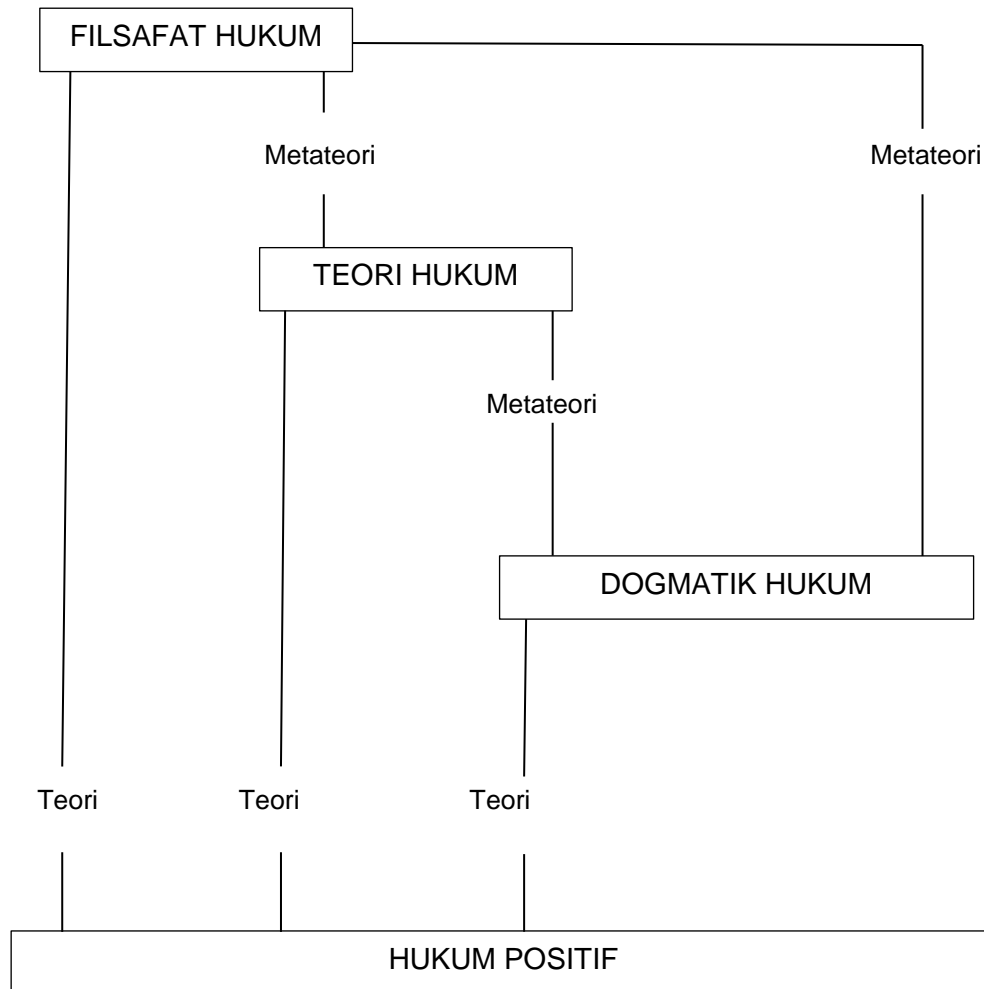 FILSAFAT HUKUM
Metateori
Metateori
TEORI HUKUM
Metateori
DOGMATIK HUKUM
Teori
Teori
Teori
HUKUM POSITIF